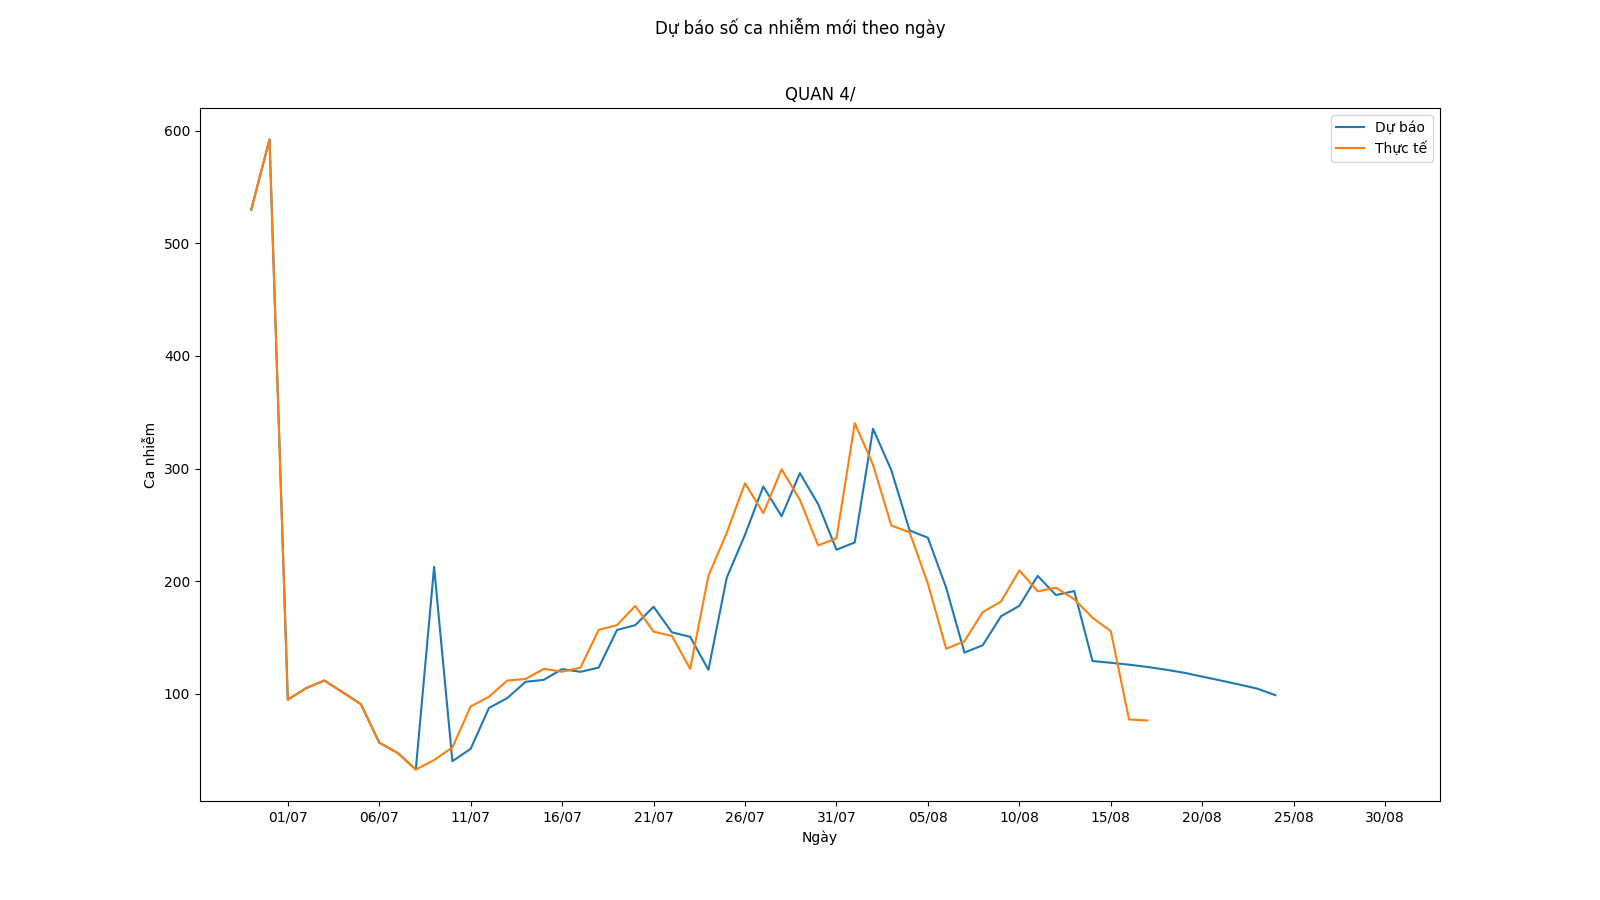 Dự báo số ca nhiễm mới theo ngày
QUAN 4/
Dự báo
Thực tế
600
500
400
300
200
100
Ca nhiễm
01/07 06/07 11/07 16/07 21/07 26/07 31/07 05/08 10/08 15/08 20/08 25/08 30/08
Ngày